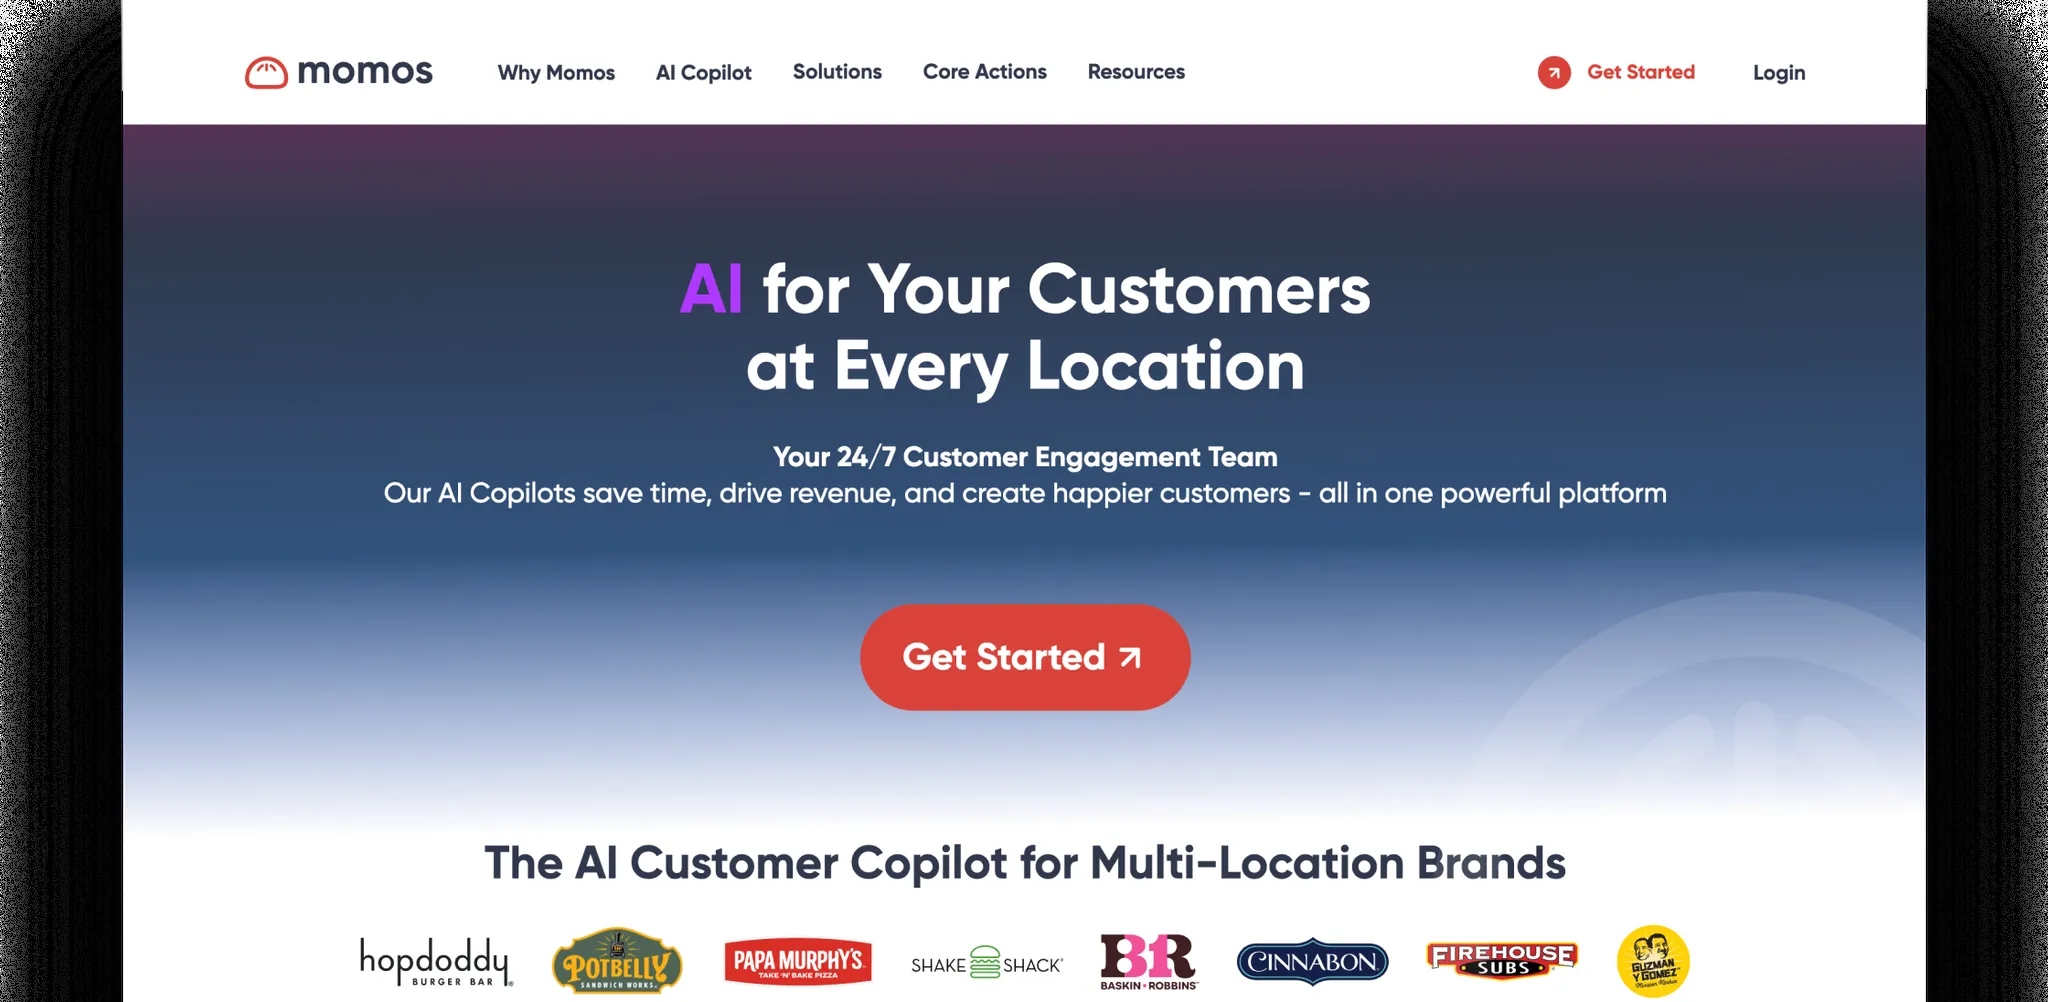 momos
Why Momos
AI Copilot
Solutions
Core Actions
Resources
Get Started
Login
AI for Your Customers
at Every Location
Your 24/7 Customer Engagement Team
Our AI Copilots save time, drive revenue, and create happier customers - all in one powerful platform
Get Started
The AI Customer Copilot for Multi-Location Brands
hopdoddy
BURGER BAR
POTBELLY
SANDWICH WORKS
PAPA MURPHY'S
TAKE 'N' BAKE PIZZA
SHAKE SHACK
BR
BASKIN • ROBBINS
CINNABON
FIREHOUSE
SUBS
GUZMAN
Y GOMEZ
Mexican Kitchen